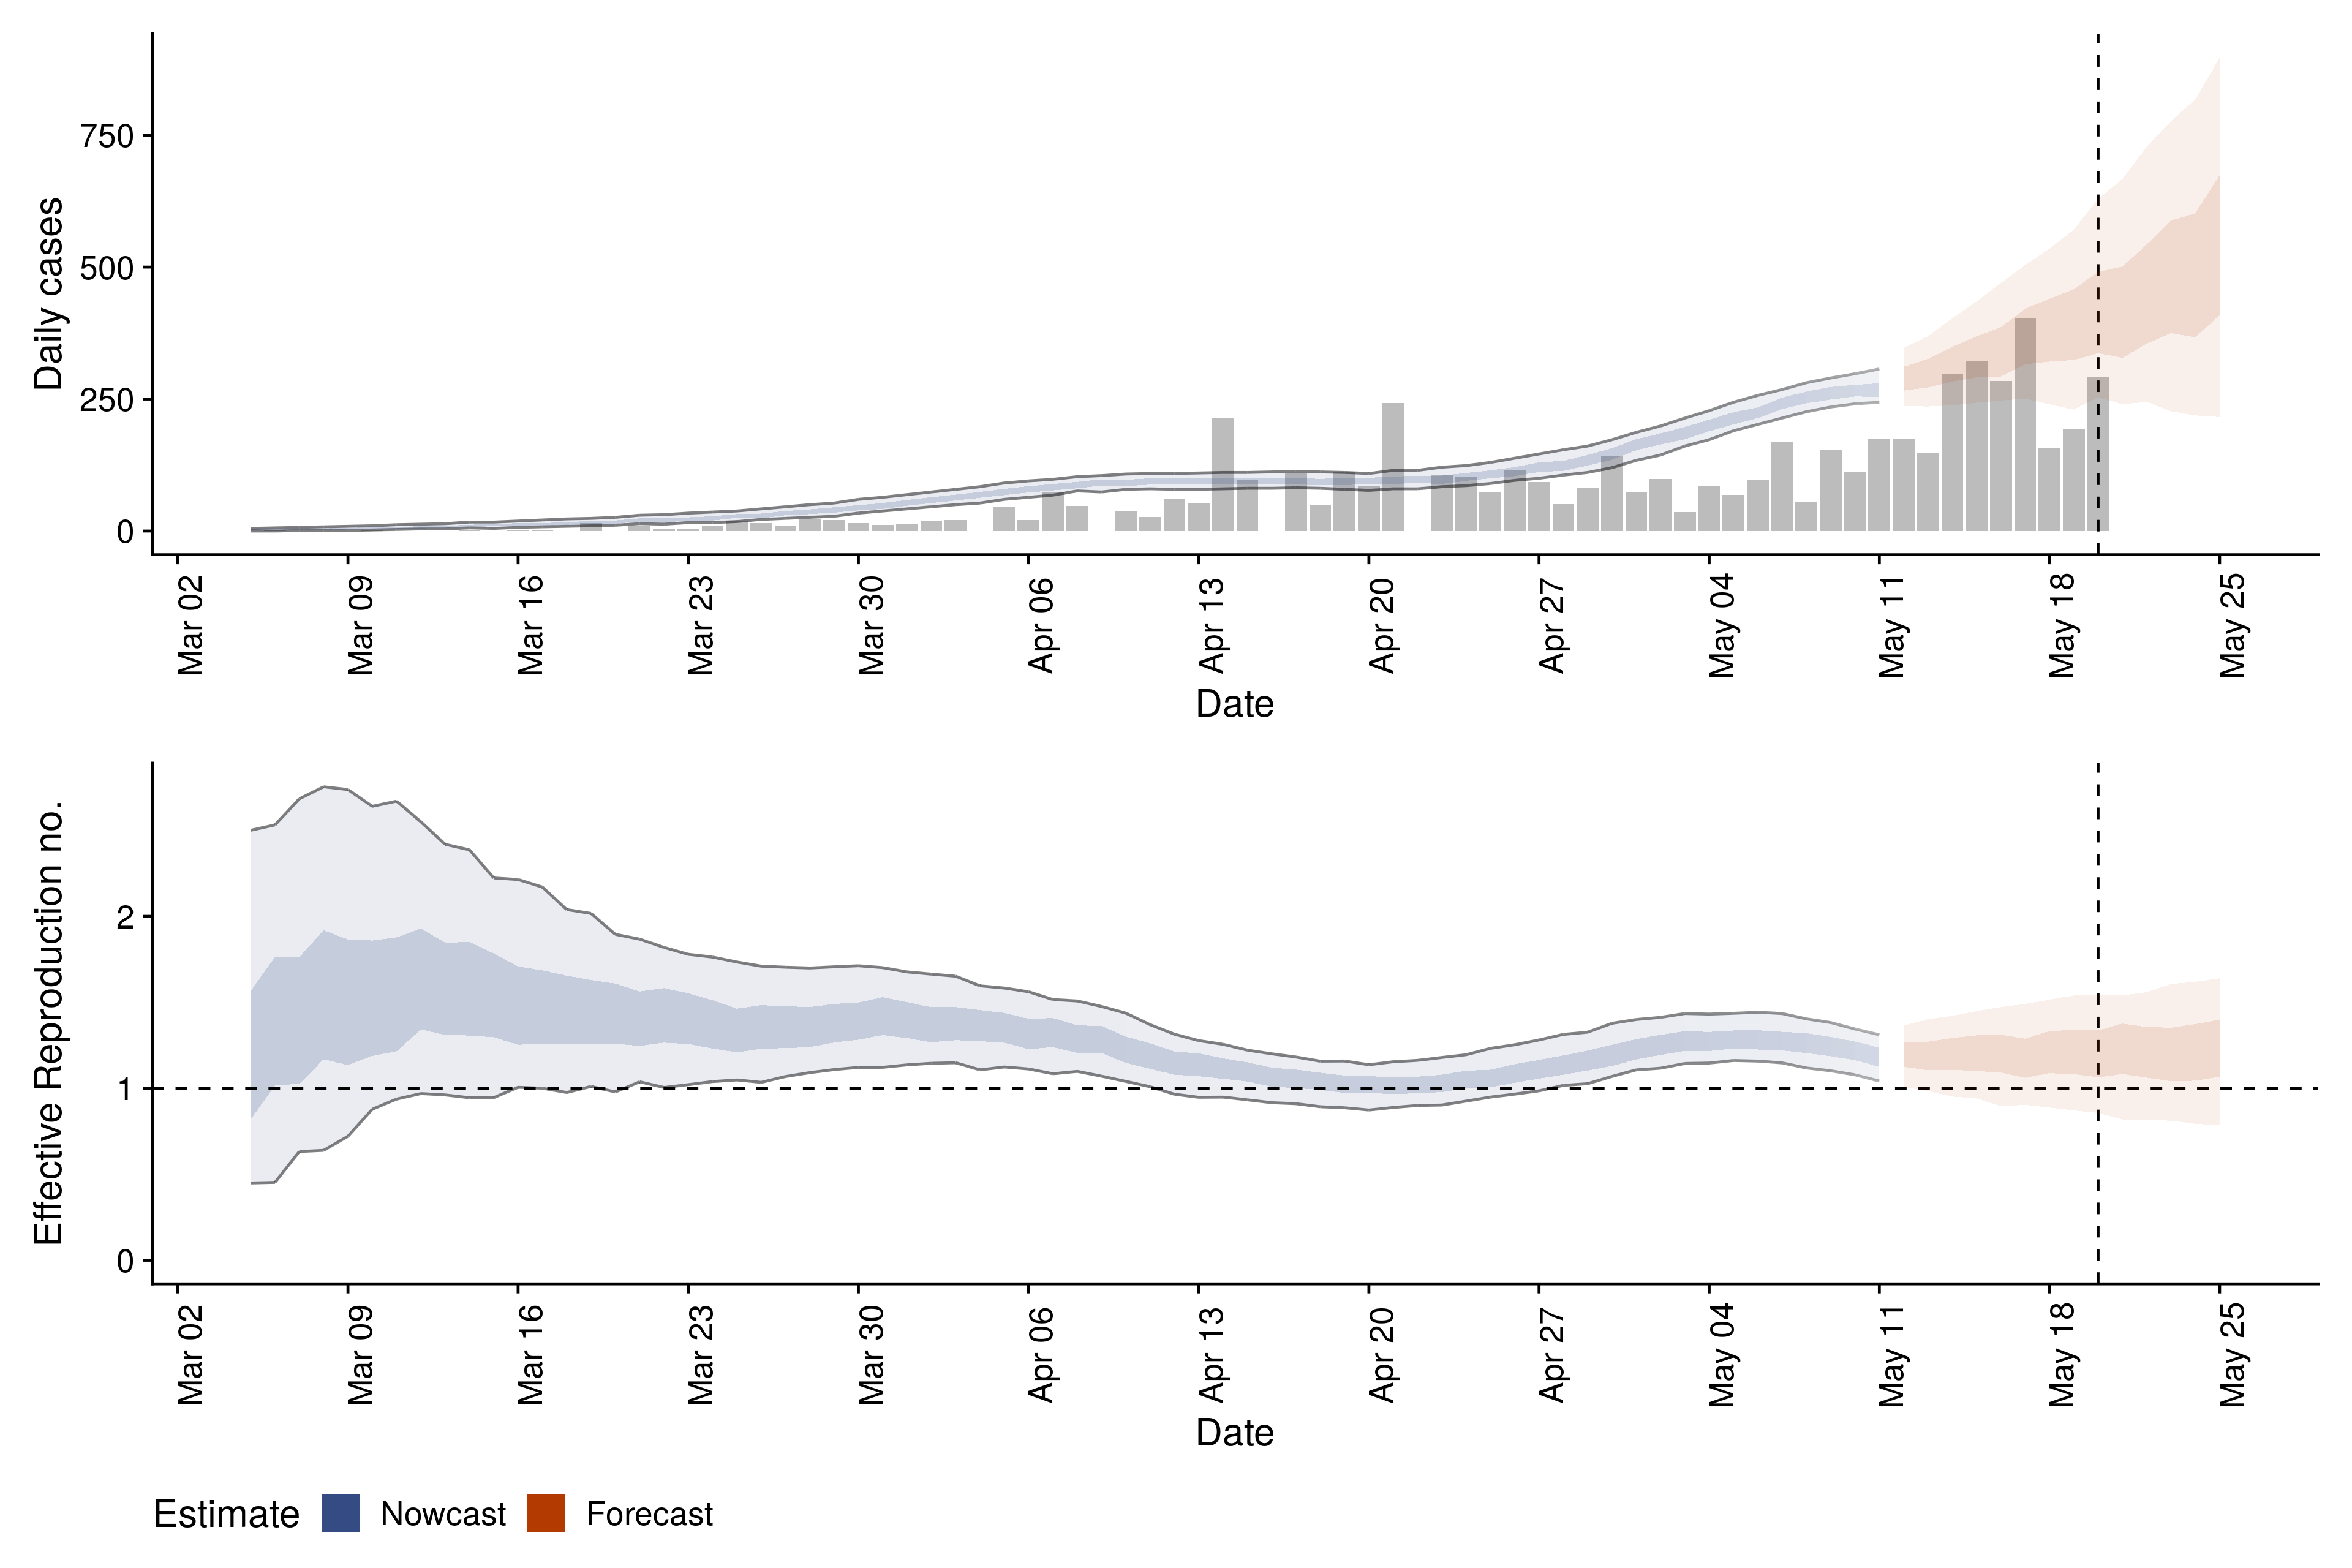 Daily cases
750
500
250
0
Mar 02
Mar 09
Mar 16
Mar 23
Mar 30
Apr 06
Apr 13
Apr 20
Apr 27
May 04
May 11
May 18
May 25
Date
Effective Reproduction no.
2
1
0
Mar 02
Mar 09
Mar 16
Mar 23
Mar 30
Apr 06
Apr 13
Apr 20
Apr 27
May 04
May 11
May 18
May 25
Date
Estimate Nowcast Forecast